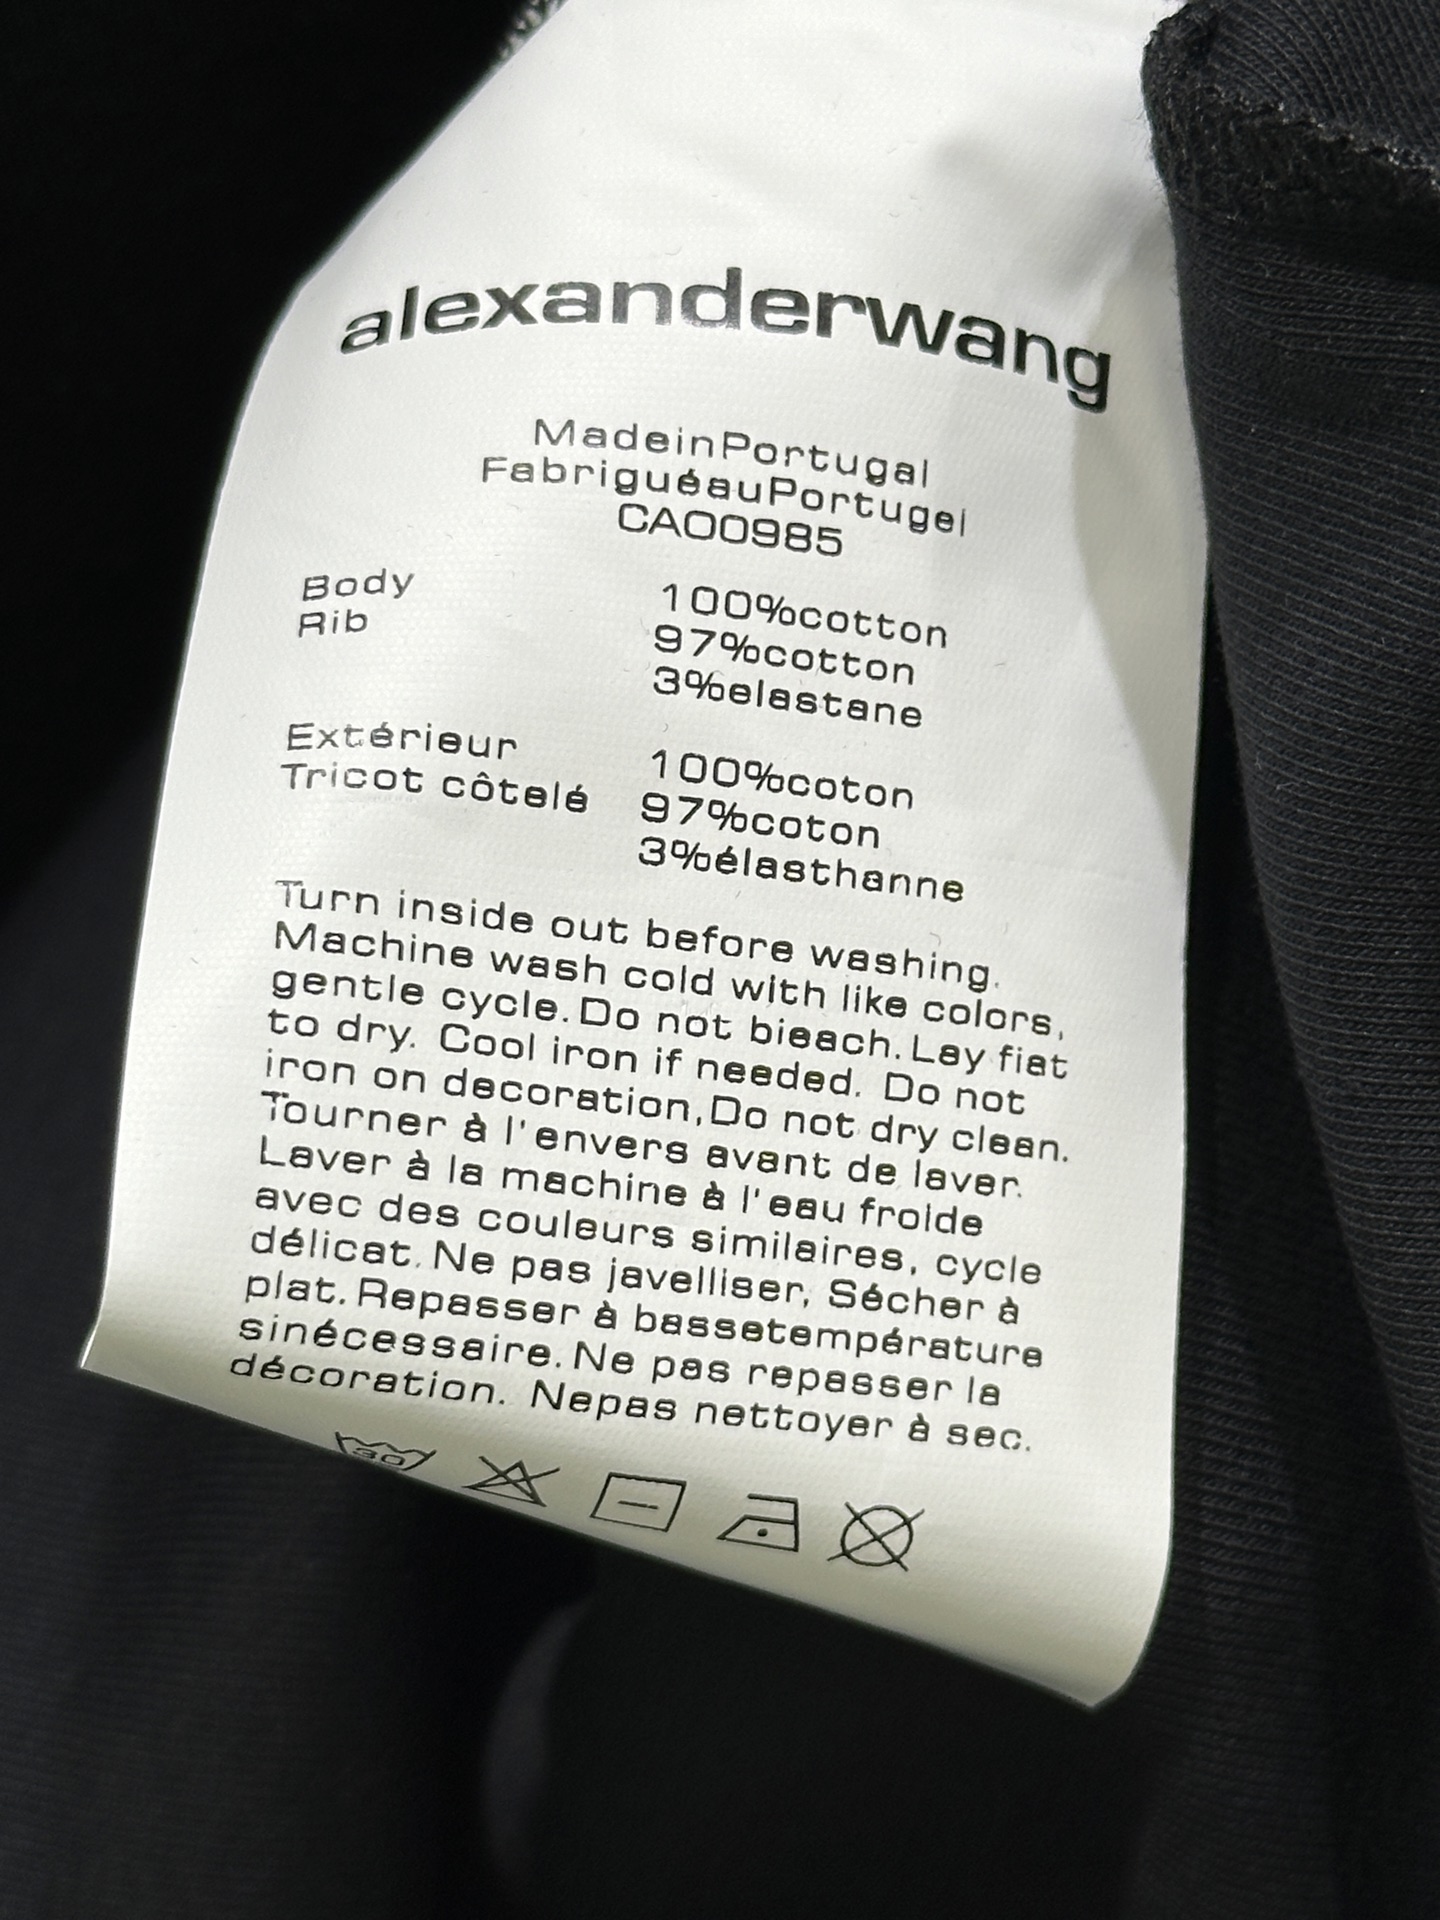 alexanderwang
MadeinPortugal
FabriguéauPortugei
CA00985
Body 100%cotton
Rib 97%cotton
3%elastane
Extérieur 100%coton
Tricot côtelé 97%coton
3%élasthanne
Turn inside out before washing.
Machine wash cold with like colors,
gentle cycle. Do not bieach. Lay fiat
to dry. Cool iron if needed. Do not
iron on decoration, Do not dry clean.
Tourner à l'envers avant de laver.
Laver à la machine à l'eau frolde
avec des couleurs similaires, cycle
délicat. Ne pas javelliser, Sécher à
plat. Repasser à bassetempérature
sinécessaire. Ne pas repasser la
décoration. Nepas nettoyer à sec.
30